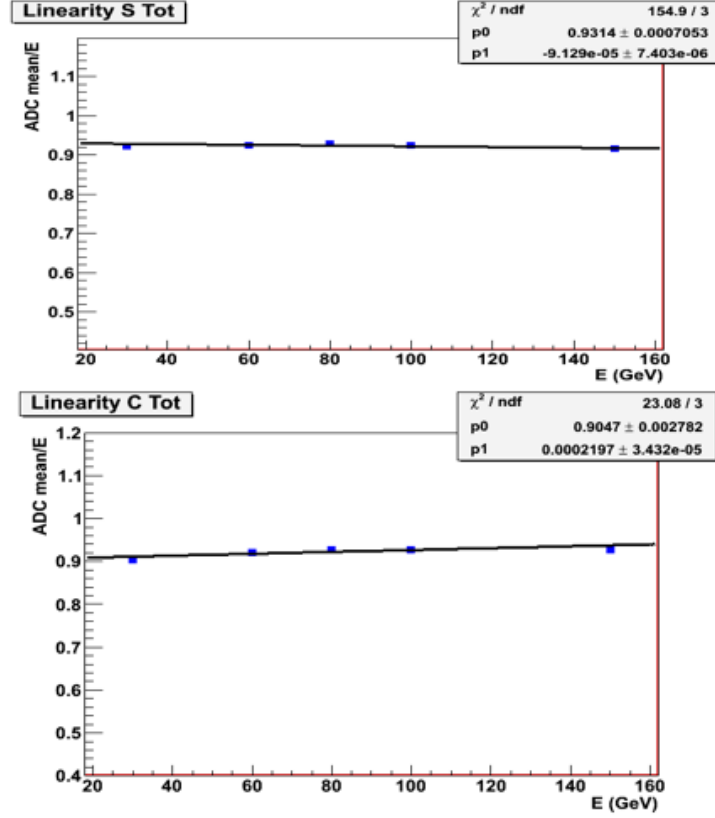 Linearity S Tot
χ² / ndf 154.9 / 3
p0 0.9314 ± 0.0007053
p1 -9.129e-05 ± 7.403e-06
ADC mean/E
1.1
1
0.9
0.8
0.7
0.6
0.5
20 40 60 80 100 120 140 160
E (GeV)
Linearity C Tot
χ² / ndf 23.08 / 3
p0 0.9047 ± 0.002782
p1 0.0002197 ± 3.432e-05
ADC mean/E
1.2
1.1
1
0.9
0.8
0.7
0.6
0.5
0.4
20 40 60 80 100 120 140 160
E (GeV)